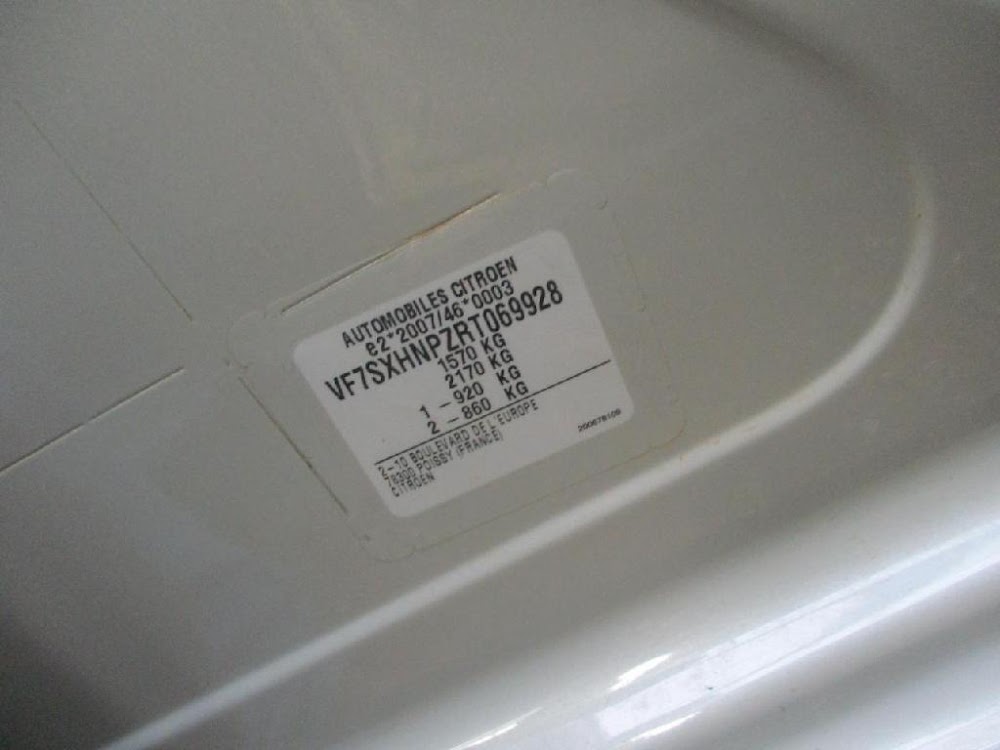 AUTOMOBILES CITROEN
e2*2007/46*0003
VF7SXHNPZRT069928
1570 KG
2170 KG
1 - 920 KG
2 - 860 KG
2-10 BOULEVARD DE L'EUROPE
78300 POISSY (FRANCE)
CITROEN